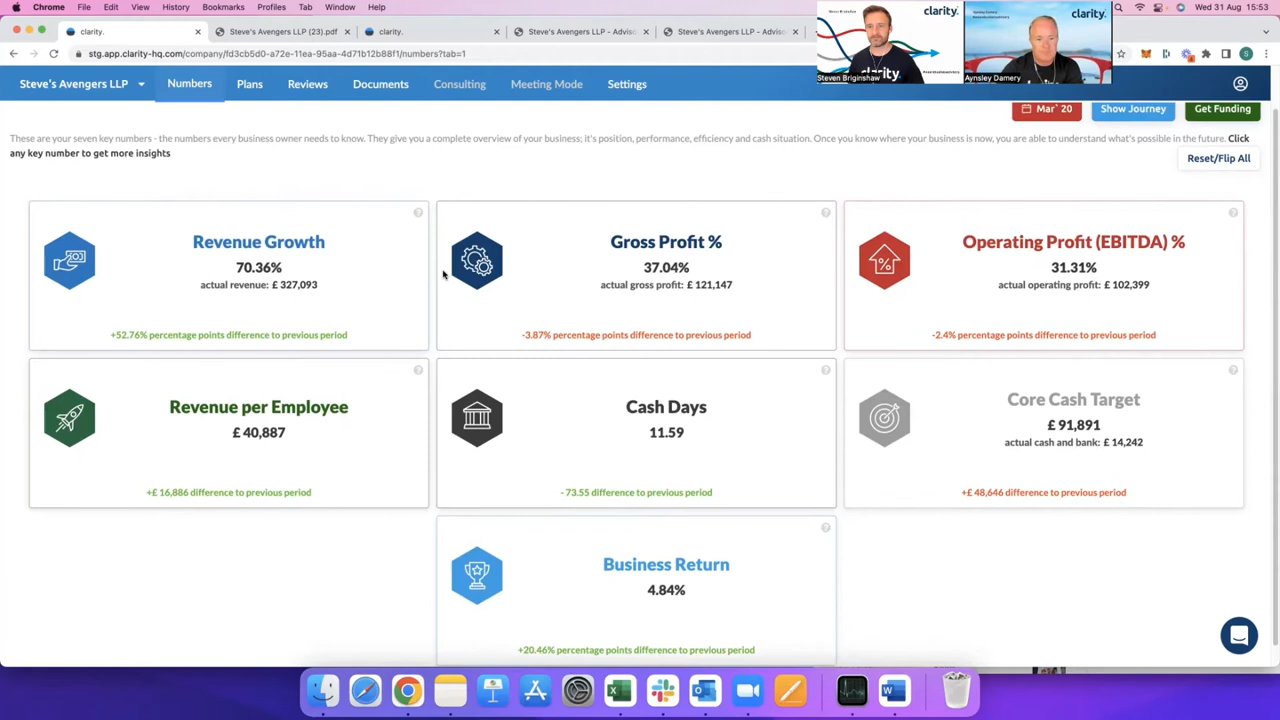 Chrome File Edit View History Bookmarks Profiles Tab Window Help
Wed 31 Aug 15:53
clarity. Steve's Avengers LLP (23).pdf clarity. Steve's Avengers LLP - Adviso Steve's Avengers LLP - Adviso
stg.app.clarity-hq.com/company/fd3cb5d0-a72e-11ea-95aa-4d71b12b88f1/numbers?tab=1
clarity.
clarity.
clarity
Steven Briginshaw
Aynsley Damery
Steve's Avengers LLP Numbers Plans Reviews Documents Consulting Meeting Mode Settings
Mar' 20 Show Journey Get Funding
These are your seven key numbers - the numbers every business owner needs to know. They give you a complete overview of your business; it's position, performance, efficiency and cash situation. Once you know where your business is now, you are able to understand what's possible in the future. Click
any key number to get more insights
Reset/Flip All
Revenue Growth
70.36%
actual revenue: £ 327,093
+52.76% percentage points difference to previous period
Gross Profit %
37.04%
actual gross profit: £ 121,147
-3.87% percentage points difference to previous period
Operating Profit (EBITDA) %
31.31%
actual operating profit: £ 102,399
-2.4% percentage points difference to previous period
Revenue per Employee
£ 40,887
+£ 16,886 difference to previous period
Cash Days
11.59
- 73.55 difference to previous period
Core Cash Target
£ 91,891
actual cash and bank: £ 14,242
+£ 48,646 difference to previous period
Business Return
4.84%
+20.46% percentage points difference to previous period